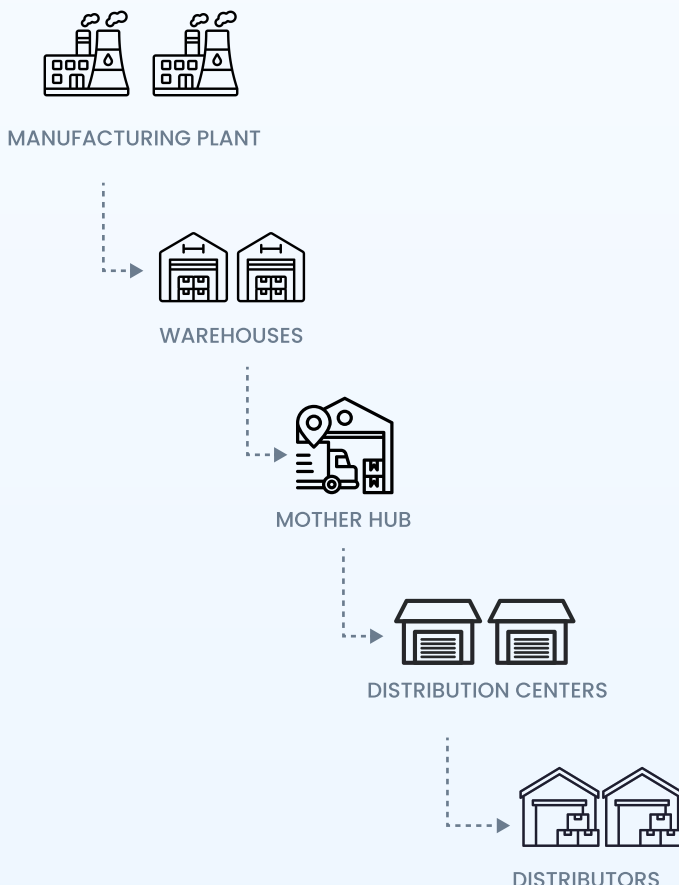 MANUFACTURING PLANT
WAREHOUSES
MOTHER HUB
DISTRIBUTION CENTERS
DISTRIBUTORS